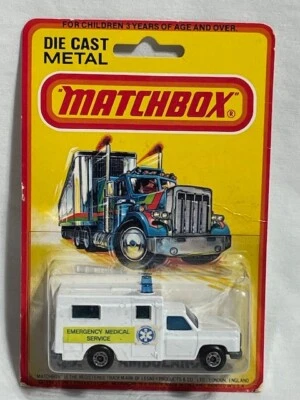 FOR CHILDREN 3 YEARS OF AGE AND OVER.
DIE CAST
METAL
"MATCHBOX"®
EMERGENCY MEDICAL
SERVICE